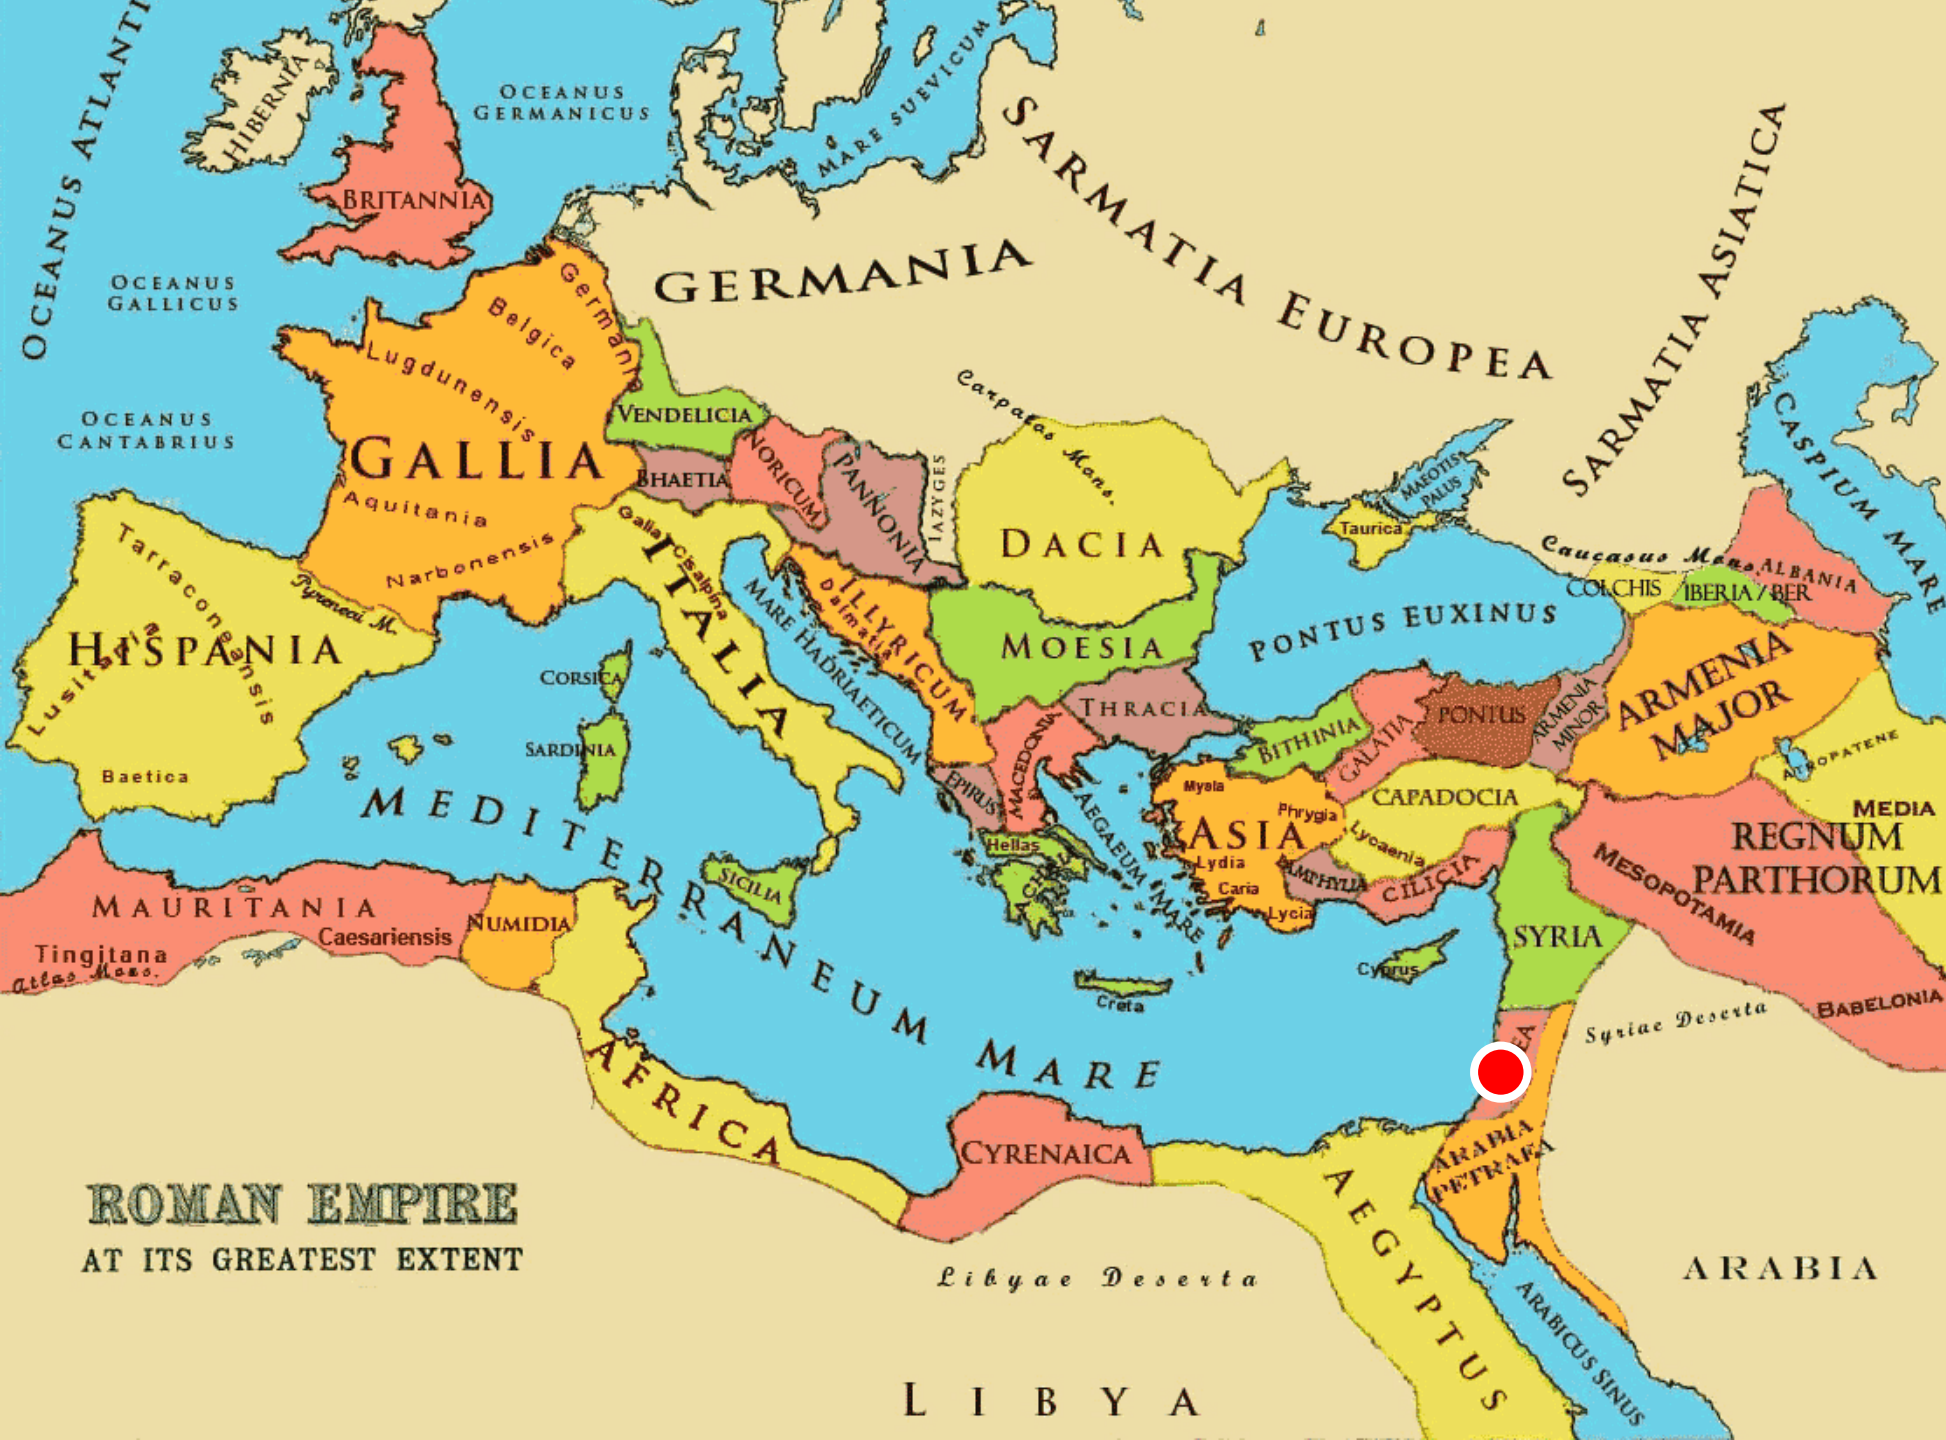 OCEANUS ATLANTI
HIBERNIA
BRITANNIA
OCEANUS
GERMANICUS
MARE SUEVICUM
SARMATIA EUROPEA
SARMATIA ASIATICA
OCEANUS
GALLICUS
GERMANIA
Germania
Belgica
Lugdunensis
OCEANUS
CANTABRIUS
GALLIA
Aquitania
Narbonensis
VENDELICIA
BHAETIA
NORICUM
PANNONIA
IAZYGES
Carpatos Mons.
DACIA
MAEOTIS
PALUS
Taurica
CASPIUM MARE
Caucasus Mons.
ALBANIA
COLCHIS
IBERIA / BER
Tarraconeansis
Pyreneai M.
HISPANIA
Lusitania
Baetica
Gallia Cisalpina
ITALIA
MARE HADRIAETICUM
ILLYRICUM
Dalmatia
MOESIA
PONTUS EUXINUS
ARMENIA
MAJOR
CORSICA
SARDINIA
THRACIA
MACEDONIA
EPIRUS
BITHINIA
GALATIA
PONTUS
ARMENIA
MINOR
ATROPATENE
MEDIA
MEDITERRANEUM MARE
AEGAEUM MARE
Hellas
Mysia
Phrygia
ASIA
Lydia
Caria
Lycia
CAPADOCIA
Lycaenia
PAMPHYLIA
CILICIA
REGNUM
PARTHORUM
MESOPOTAMIA
SICILIA
MAURITANIA
Tingitana
Caesariensis
Atlas Mons.
NUMIDIA
Creta
Cyprus
SYRIA
Syriae Deserta
BABELONIA
EA
AFRICA
CYRENAICA
ARABIA
PETRAEA
AEGYPTUS
ROMAN EMPIRE
AT ITS GREATEST EXTENT
Libyae Deserta
ARABIA
ARABICUS SINUS
LIBYA